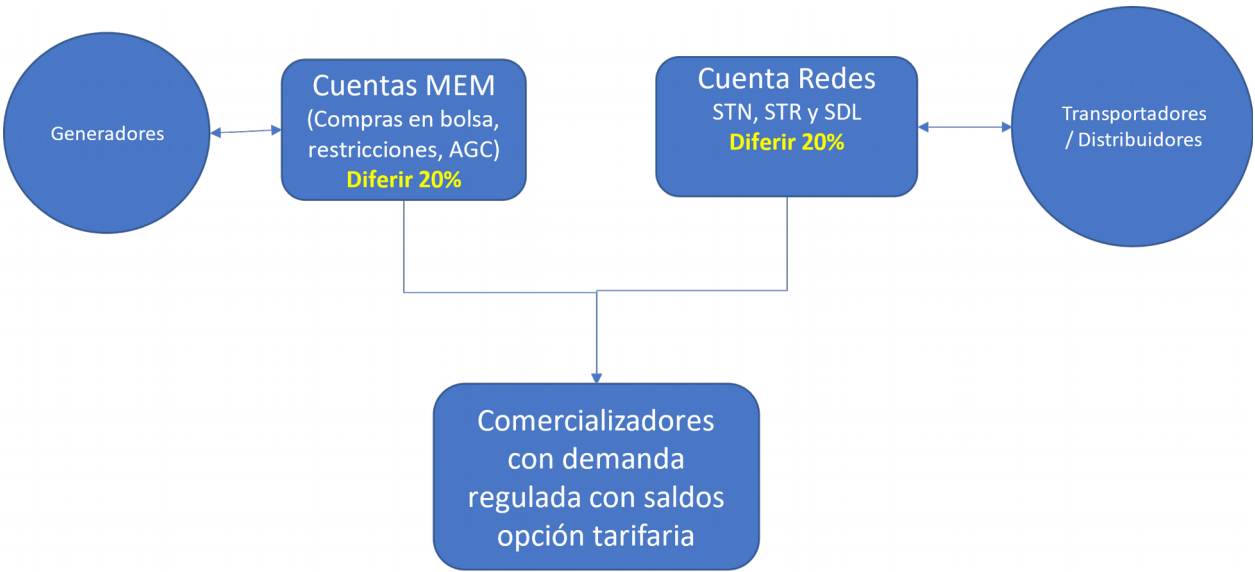 Generadores
Cuentas MEM
(Compras en bolsa,
restricciones, AGC)
Diferir 20%
Cuenta Redes
STN, STR y SDL
Diferir 20%
Transportadores
/ Distribuidores
Comercializadores
con demanda
regulada con saldos
opción tarifaria